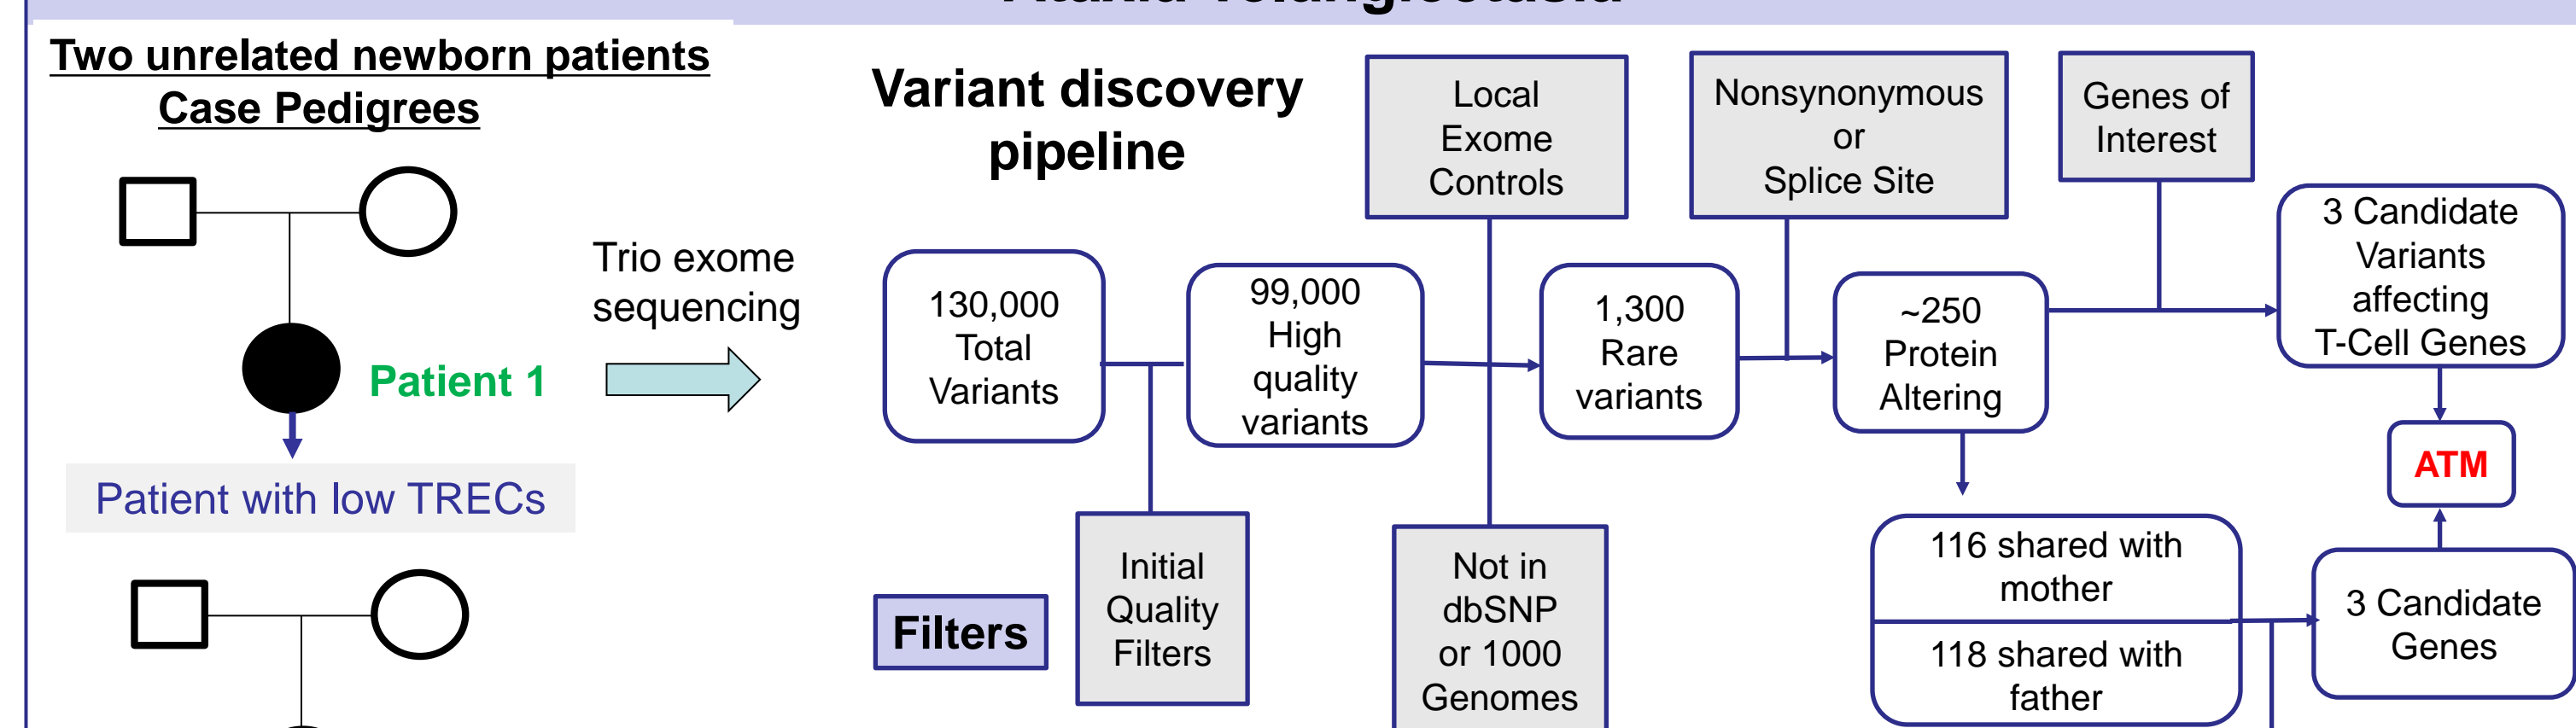 Two unrelated newborn patients
Case Pedigrees
Patient 1
Patient with low TRECs
Trio exome
sequencing
Variant discovery
pipeline
Local
Exome
Controls
Nonsynonymous
or
Splice Site
Genes of
Interest
130,000
Total
Variants
99,000
High
quality
variants
1,300
Rare
variants
~250
Protein
Altering
3 Candidate
Variants
affecting
T-Cell Genes
ATM
Filters
Initial
Quality
Filters
Not in
dbSNP
or 1000
Genomes
116 shared with
mother
118 shared with
father
3 Candidate
Genes